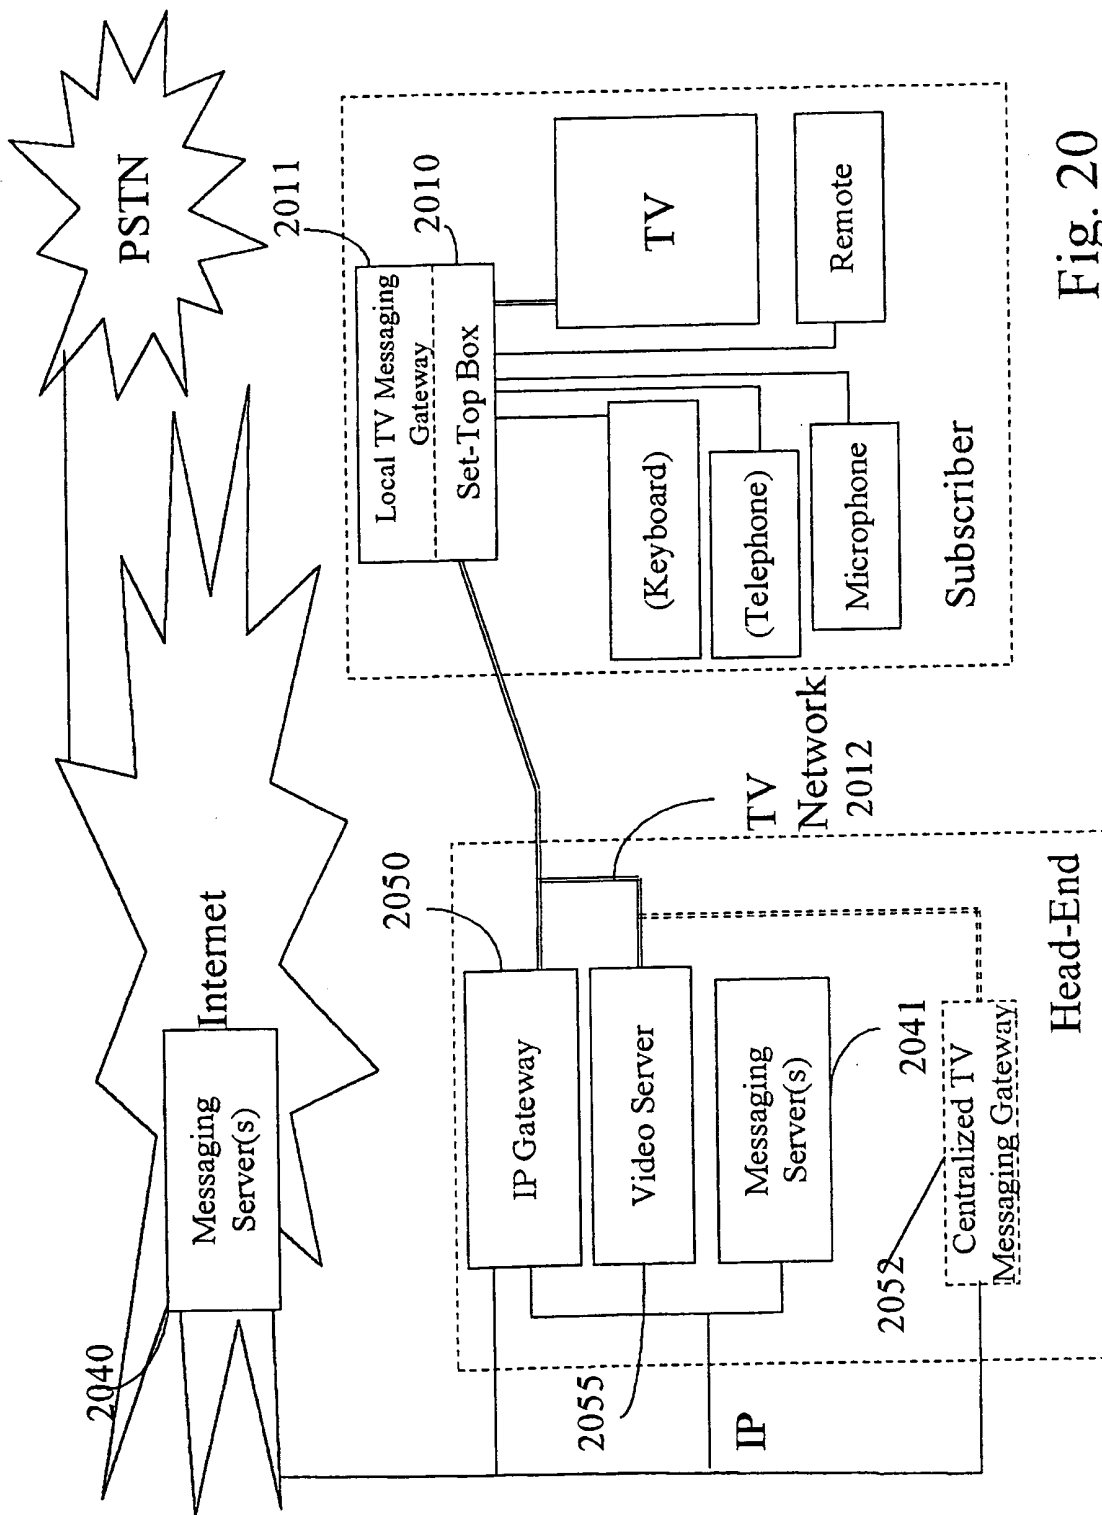 PSTN
Internet
Messaging
Server(s)
2040
2011
2010
Local TV Messaging
Gateway
Set-Top Box
TV
Remote
(Keyboard)
(Telephone)
Microphone
Subscriber
TV
Network
2012
2050
IP Gateway
Video Server
Messaging
Server(s)
2041
2052
Centralized TV
Messaging Gateway
2055
IP
Head-End
Fig. 20